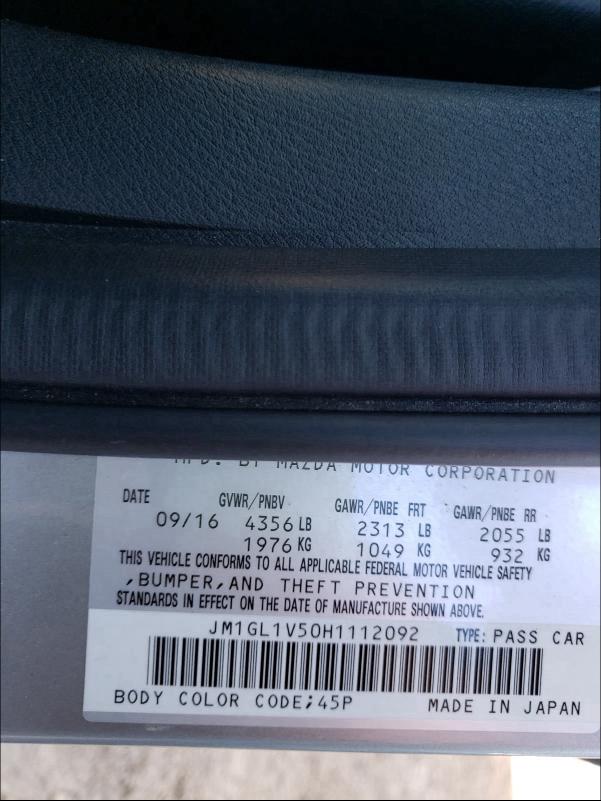 MFD. BY MAZDA MOTOR CORPORATION
DATE GVWR/PNBV GAWR/PNBE FRT GAWR/PNBE RR
09/16 4356 LB 2313 LB 2055 LB
1976 KG 1049 KG 932 KG
THIS VEHICLE CONFORMS TO ALL APPLICABLE FEDERAL MOTOR VEHICLE SAFETY
,BUMPER,AND THEFT PREVENTION
STANDARDS IN EFFECT ON THE DATE OF MANUFACTURE SHOWN ABOVE.
JM1GL1V50H1112092 TYPE: PASS CAR
BODY COLOR CODE;45P MADE IN JAPAN